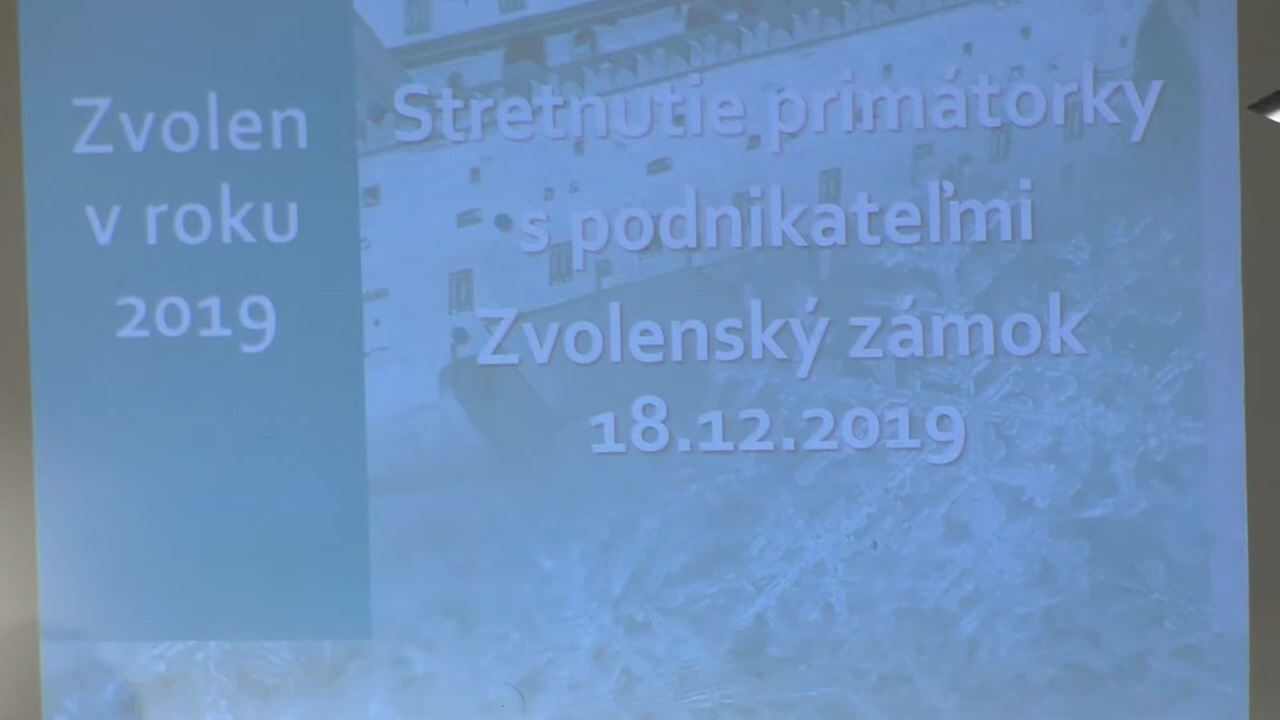 Zvolen
v roku
2019
Stretnutie primátorky
s podnikateľmi
Zvolenský zámok
18.12.2019